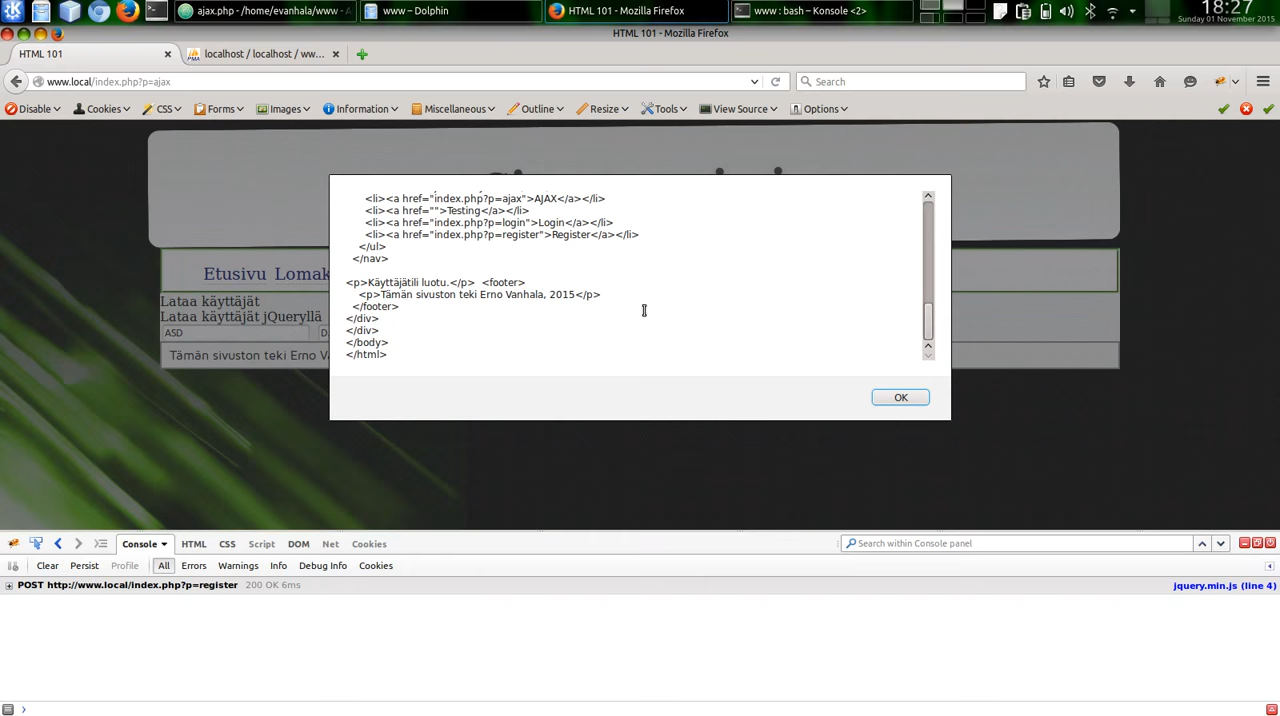 ajax.php - /home/evanhala/www - A
www – Dolphin
HTML 101 - Mozilla Firefox
www : bash – Konsole <2>
18:27
Sunday 01 November 2015
HTML 101 - Mozilla Firefox
HTML 101
localhost / localhost / ww...
www.local/index.php?p=ajax
Search
Disable Cookies CSS Forms Images Information Miscellaneous Outline Resize Tools View Source Options
<li><a href="index.php?p=ajax">AJAX</a></li>
<li><a href="">Testing</a></li>
<li><a href="index.php?p=login">Login</a></li>
<li><a href="index.php?p=register">Register</a></li>
</ul>
</nav>
<p>Käyttäjätili luotu.</p> <footer>
<p>Tämän sivuston teki Erno Vanhala, 2015</p>
</footer>
</div>
</div>
</body>
</html>
OK
Etusivu Lomak
Lataa käyttäjät
Lataa käyttäjät jQueryllä
ASD
Tämän sivuston teki Erno Va
Console HTML CSS Script DOM Net Cookies
Search within Console panel
Clear Persist Profile All Errors Warnings Info Debug Info Cookies
POST http://www.local/index.php?p=register 200 OK 6ms
jquery.min.js (line 4)